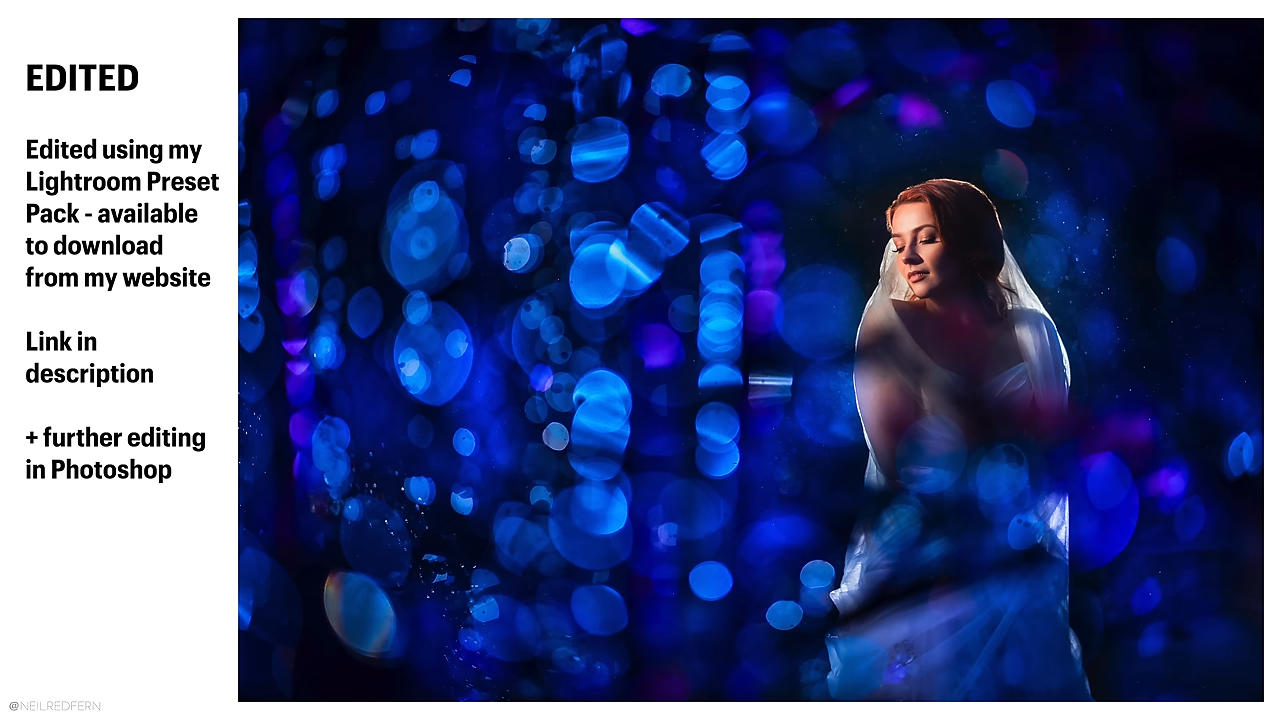 EDITED
Edited using my
Lightroom Preset
Pack - available
to download
from my website
Link in
description
+ further editing
in Photoshop
@NEILREDFERN